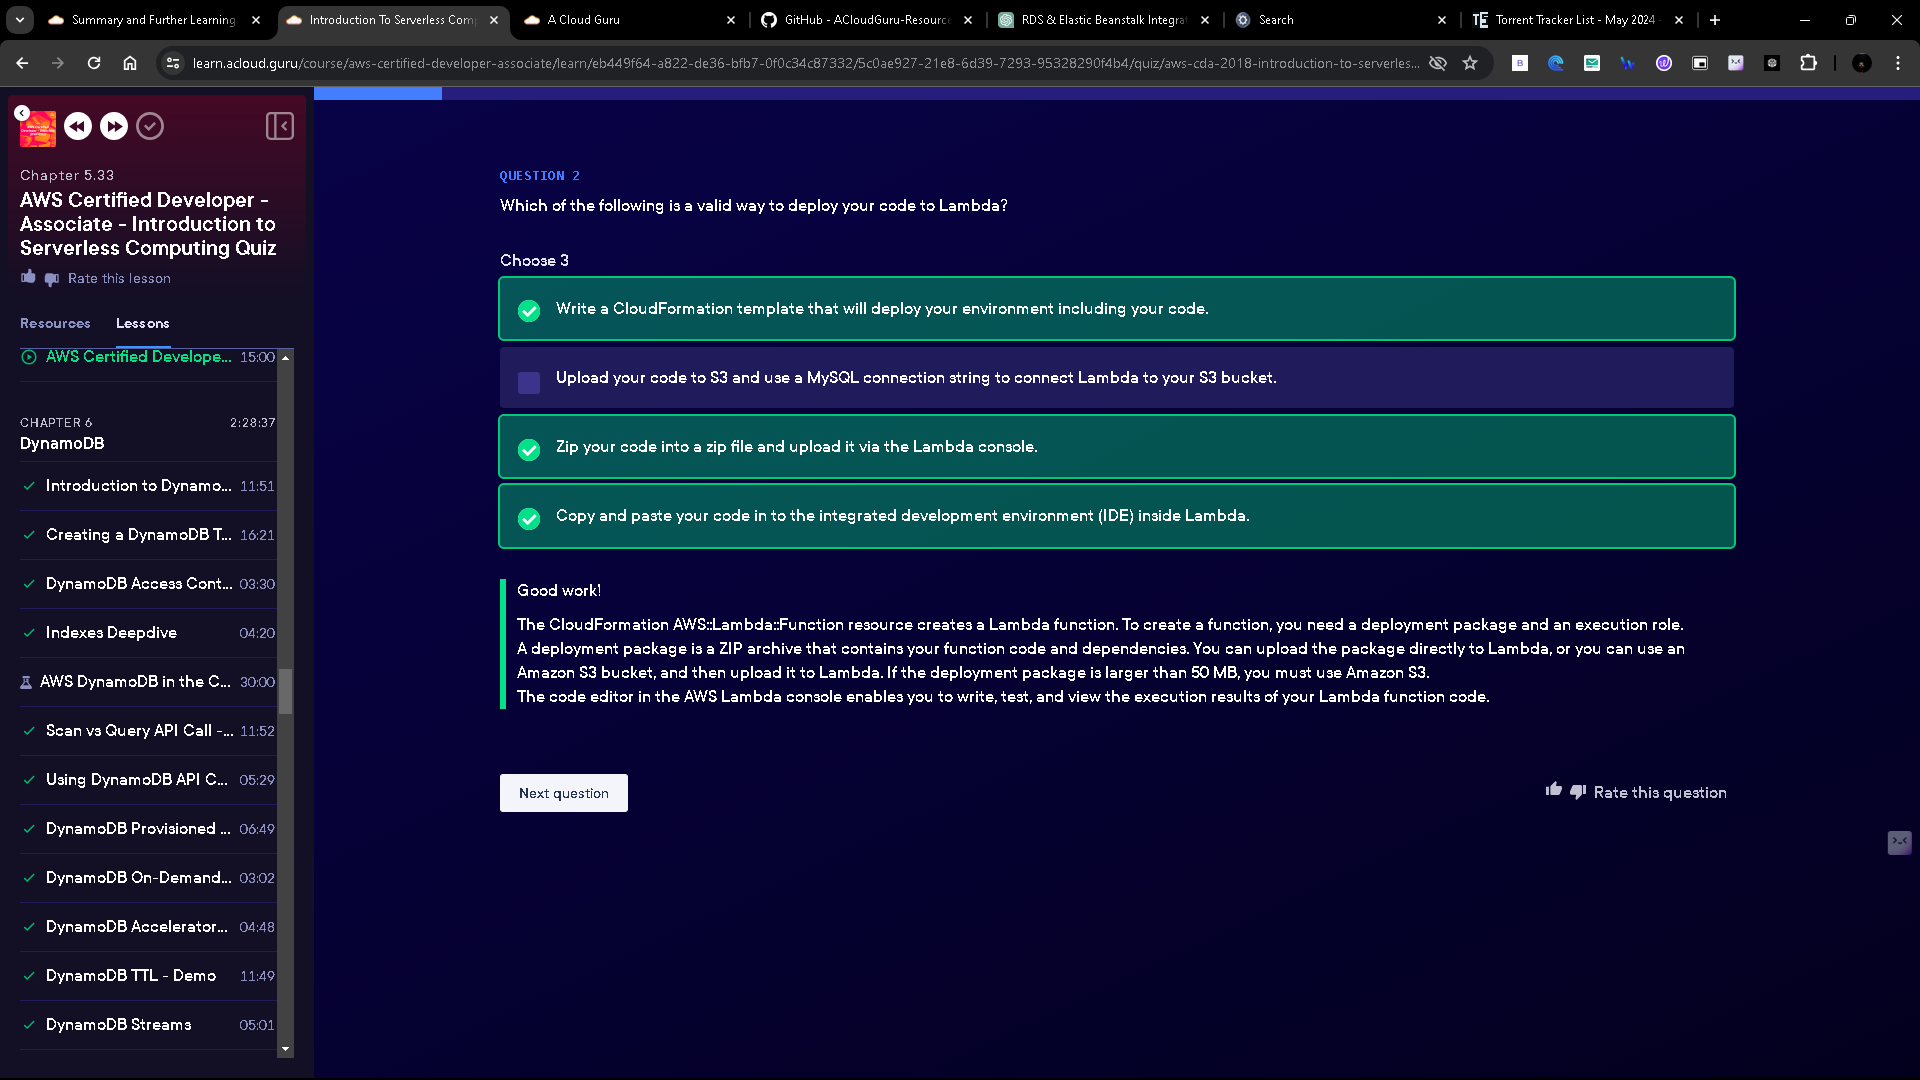 Summary and Further Learning
Introduction To Serverless Comp
A Cloud Guru
GitHub - ACloudGuru-Resource
RDS & Elastic Beanstalk Integrat
Search
Torrent Tracker List - May 2024 -
learn.acloud.guru/course/aws-certified-developer-associate/learn/eb449f64-a822-de36-bfb7-0f0c34c87332/5c0ae927-21e8-6d39-7293-95328290f4b4/quiz/aws-cda-2018-introduction-to-serverles...
Chapter 5.33
AWS Certified Developer -
Associate - Introduction to
Serverless Computing Quiz
Rate this lesson
Resources
Lessons
AWS Certified Develope... 15:00
CHAPTER 6 2:28:37
DynamoDB
Introduction to Dynamo... 11:51
Creating a DynamoDB T... 16:21
DynamoDB Access Cont... 03:30
Indexes Deepdive 04:20
AWS DynamoDB in the C... 30:00
Scan vs Query API Call -... 11:52
Using DynamoDB API C... 05:29
DynamoDB Provisioned ... 06:49
DynamoDB On-Demand... 03:02
DynamoDB Accelerator... 04:48
DynamoDB TTL - Demo 11:49
DynamoDB Streams 05:01
QUESTION 2
Which of the following is a valid way to deploy your code to Lambda?
Choose 3
Write a CloudFormation template that will deploy your environment including your code.
Upload your code to S3 and use a MySQL connection string to connect Lambda to your S3 bucket.
Zip your code into a zip file and upload it via the Lambda console.
Copy and paste your code in to the integrated development environment (IDE) inside Lambda.
Good work!
The CloudFormation AWS::Lambda::Function resource creates a Lambda function. To create a function, you need a deployment package and an execution role.
A deployment package is a ZIP archive that contains your function code and dependencies. You can upload the package directly to Lambda, or you can use an
Amazon S3 bucket, and then upload it to Lambda. If the deployment package is larger than 50 MB, you must use Amazon S3.
The code editor in the AWS Lambda console enables you to write, test, and view the execution results of your Lambda function code.
Next question
Rate this question